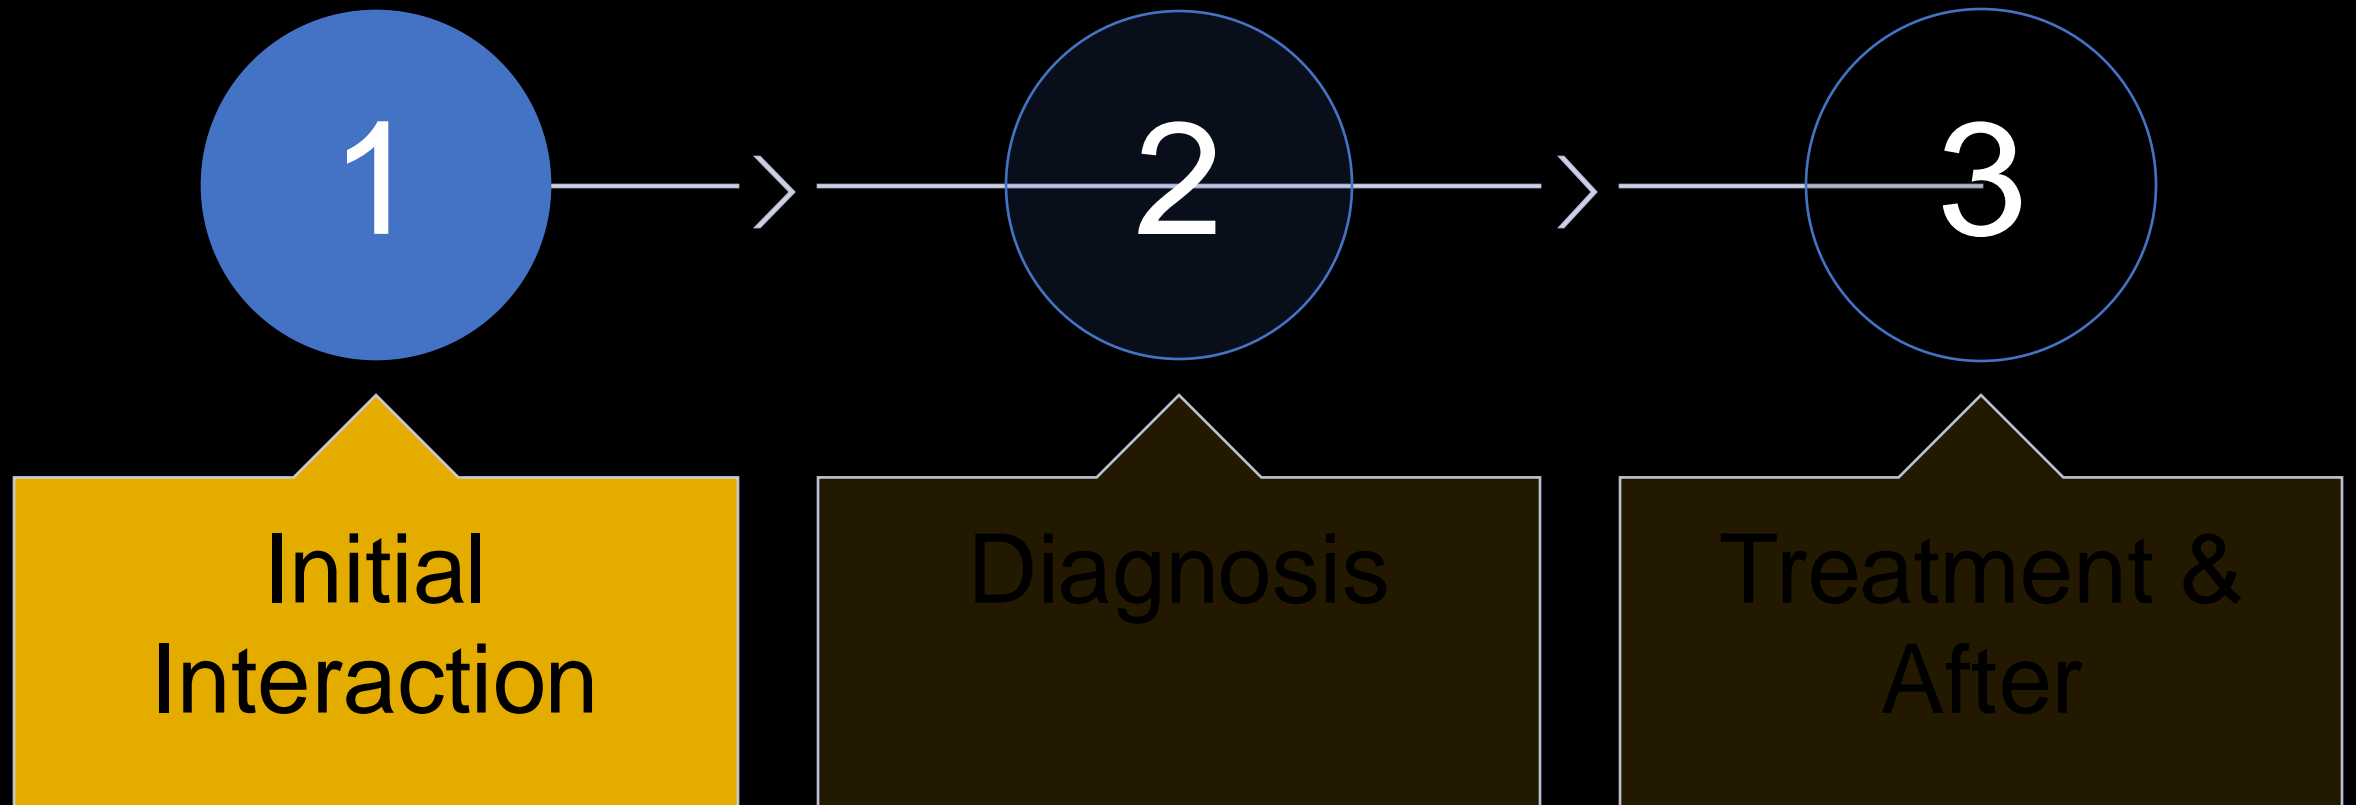 1
2
3
Initial
Interaction
Diagnosis
Treatment &
After